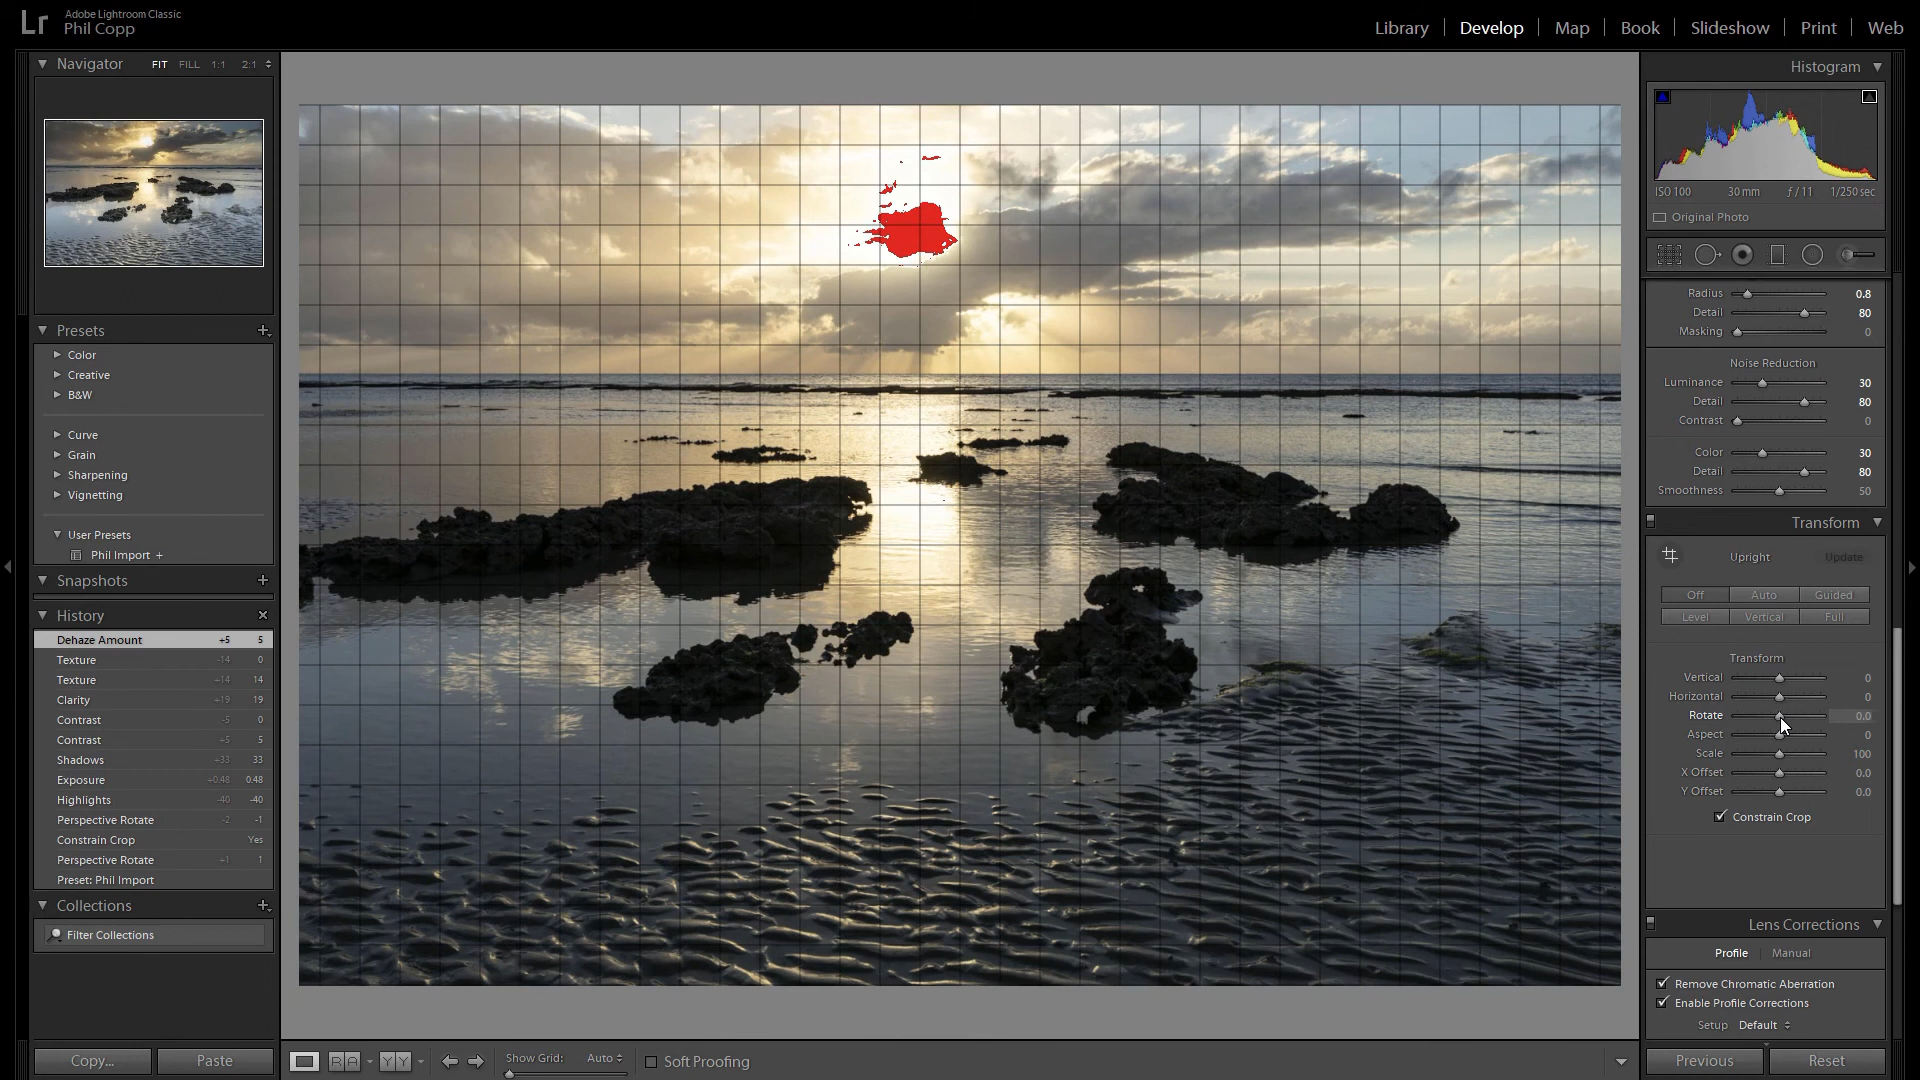 Lr Adobe Lightroom Classic
Phil Copp
Library Develop Map Book Slideshow Print Web
Navigator FIT FILL 1:1 2:1
Presets
Color
Creative
B&W
Curve
Grain
Sharpening
Vignetting
User Presets
Phil Import +
Snapshots
History
Dehaze Amount +5 5
Texture -14 0
Texture +14 14
Clarity +19 19
Contrast -5 0
Contrast +5 5
Shadows +33 33
Exposure +0.48 0.48
Highlights -40 -40
Perspective Rotate -2 -1
Constrain Crop Yes
Perspective Rotate +1 1
Preset: Phil Import
Collections
Filter Collections
Copy... Paste
R A Y Y Show Grid: Auto Soft Proofing
Histogram
ISO 100 30 mm ƒ / 11 1/250 sec
Original Photo
Radius 0.8
Detail 80
Masking 0
Noise Reduction
Luminance 30
Detail 80
Contrast 0
Color 30
Detail 80
Smoothness 50
Transform
Upright Update
Off Auto Guided
Level Vertical Full
Transform
Vertical 0
Horizontal 0
Rotate 0.0
Aspect 0
Scale 100
X Offset 0.0
Y Offset 0.0
Constrain Crop
Lens Corrections
Profile Manual
Remove Chromatic Aberration
Enable Profile Corrections
Setup Default
Previous Reset